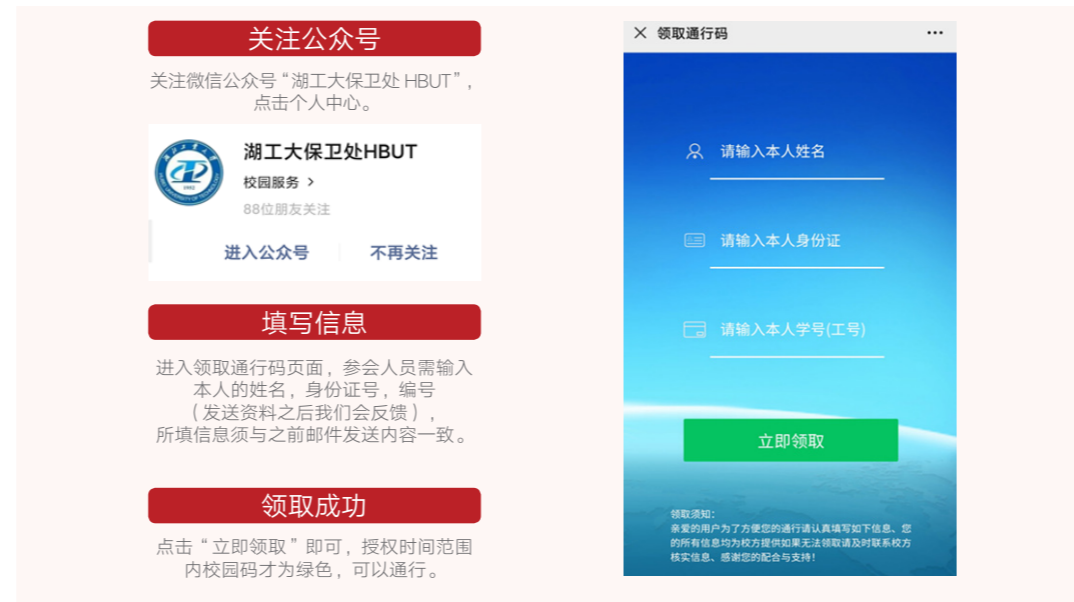 关注公众号
关注微信公众号“湖工大保卫处 HBUT”，
点击个人中心。
湖工大保卫处HBUT
校园服务 >
88位朋友关注
进入公众号
不再关注
填写信息
进入领取通行码页面，参会人员需输入
本人的姓名，身份证号，编号
（发送资料之后我们会反馈），
所填信息须与之前邮件发送内容一致。
领取成功
点击“立即领取”即可，授权时间范围
内校园码才为绿色，可以通行。
× 领取通行码 ···
请输入本人姓名
请输入本人身份证
请输入本人学号(工号)
立即领取
领取须知：
亲爱的用户为了方便您的通行请认真填写如下信息、您
的所有信息均为校方提供如果无法领取请及时联系校方
核实信息、感谢您的配合与支持！